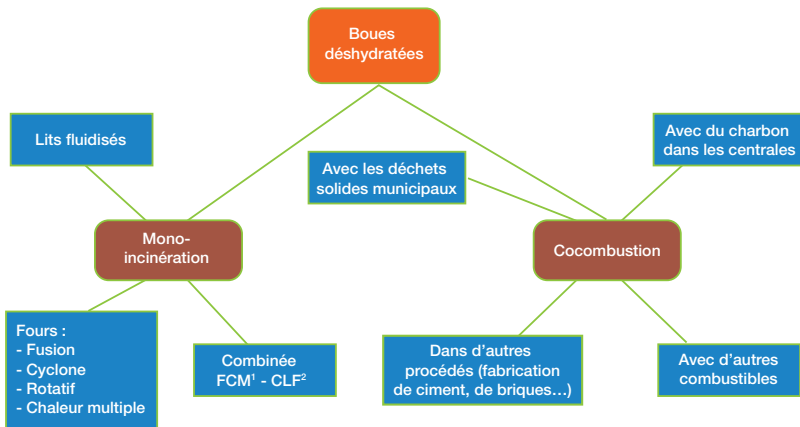 Boues
déshydratées
Lits fluidisés
Avec du charbon
dans les centrales
Avec les déchets
solides municipaux
Mono-
incinération
Cocombustion
Fours :
- Fusion
- Cyclone
- Rotatif
- Chaleur multiple
Combinée
FCM¹ - CLF²
Dans d’autres
procédés (fabrication
de ciment, de briques…)
Avec d’autres
combustibles